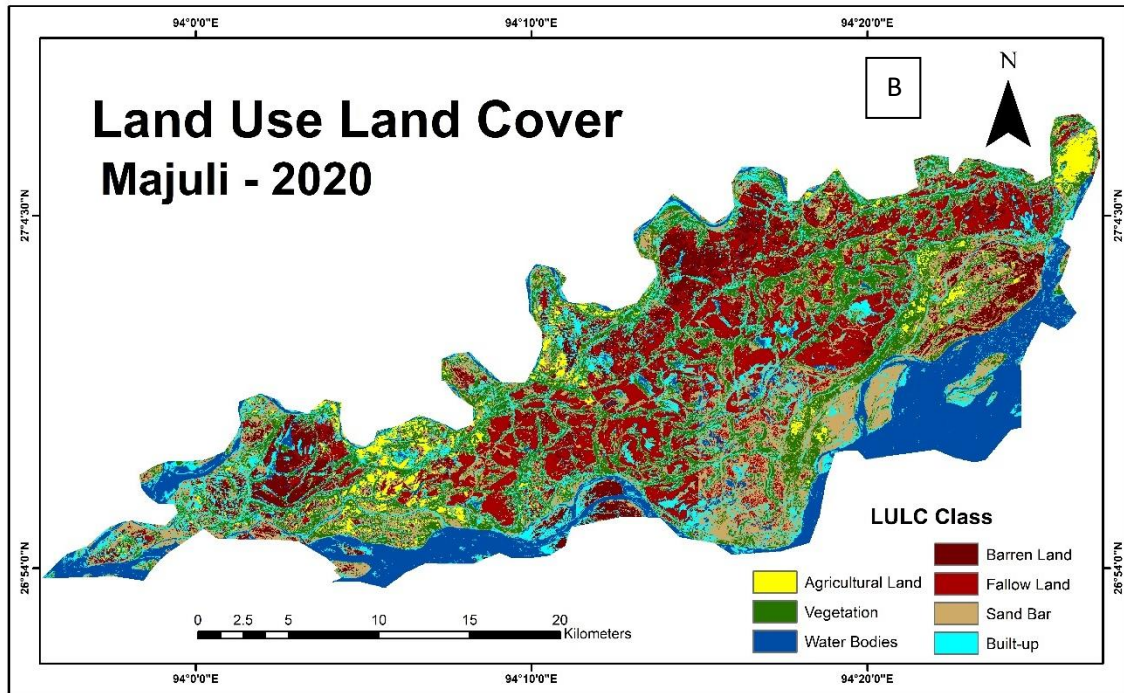 94°0'0"E 94°10'0"E 94°20'0"E
B
N
Land Use Land Cover
Majuli - 2020
27°4'30"N 27°4'30"N
LULC Class
Barren Land
Agricultural Land Fallow Land
Vegetation Sand Bar
Water Bodies Built-up
26°54'0"N 26°54'0"N
0 2.5 5 10 15 20
Kilometers
94°0'0"E 94°10'0"E 94°20'0"E